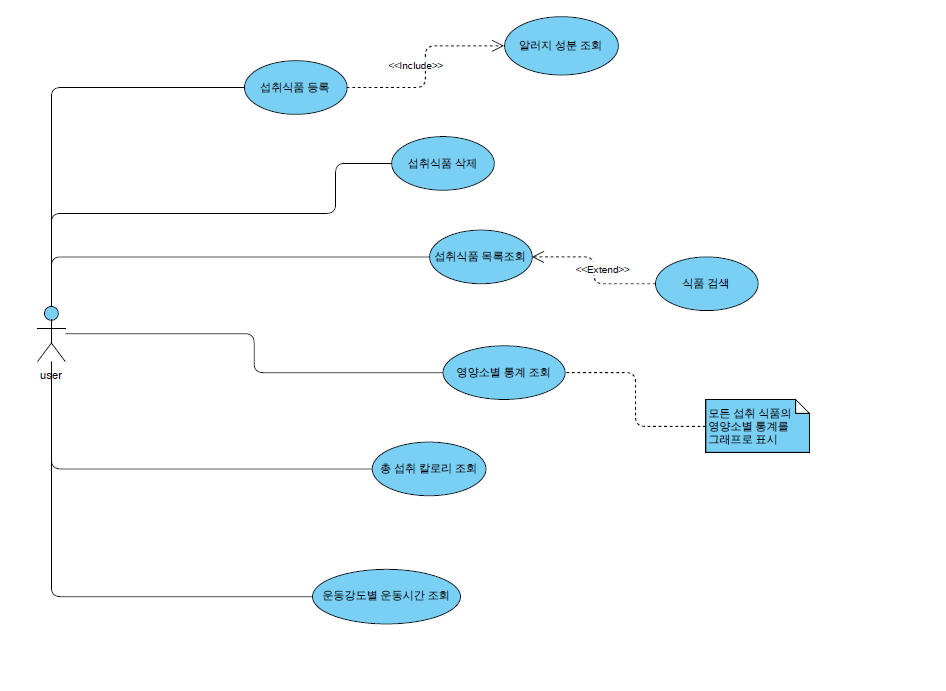 알러지 성분 조회
<<Include>>
섭취식품 등록
섭취식품 삭제
섭취식품 목록조회
<<Extend>>
식품 검색
user
영양소별 통계 조회
모든 섭취 식품의
영양소별 통계를
그래프로 표시
총 섭취 칼로리 조회
운동강도별 운동시간 조회